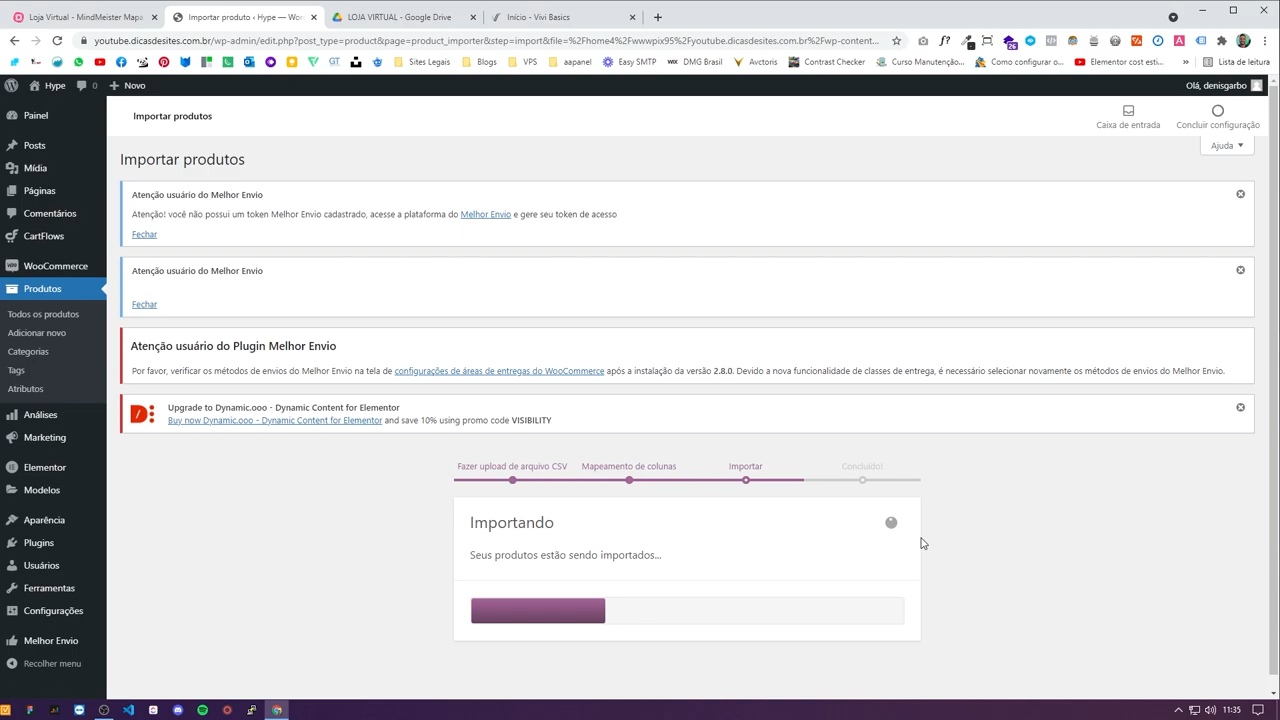 Loja Virtual - MindMeister Mapa
Importar produto ‹ Hype — Wor
LOJA VIRTUAL - Google Drive
Início - Vivi Basics
youtube.dicasdesites.com.br/wp-admin/edit.php?post_type=product&page=product_importer&step=import&file=%2Fhome4%2Fwwwpix95%2Fyoutube.dicasdesites.com.br%2Fwp-conten...
Sites Legais
Blogs
VPS
aapanel
Easy SMTP
DMG Brasil
Avctoris
Contrast Checker
Curso Manutenção...
Como configurar o...
Elementor cost esti...
Lista de leitura
Hype
0
Novo
Olá, denisgarbo
Importar produtos
Caixa de entrada
Concluir configuração
Ajuda
Painel
Posts
Mídia
Páginas
Comentários
CartFlows
WooCommerce
Produtos
Todos os produtos
Adicionar novo
Categorias
Tags
Atributos
Análises
Marketing
Elementor
Modelos
Aparência
Plugins
Usuários
Ferramentas
Configurações
Melhor Envio
Recolher menu
Importar produtos
Atenção usuário do Melhor Envio
Atenção! você não possui um token Melhor Envio cadastrado, acesse a plataforma do Melhor Envio e gere seu token de acesso
Fechar
Atenção usuário do Melhor Envio
Fechar
Atenção usuário do Plugin Melhor Envio
Por favor, verificar os métodos de envios do Melhor Envio na tela de configurações de áreas de entregas do WooCommerce após a instalação da versão 2.8.0. Devido a nova funcionalidade de classes de entrega, é necessário selecionar novamente os métodos de envios do Melhor Envio.
Upgrade to Dynamic.ooo - Dynamic Content for Elementor
Buy now Dynamic.ooo - Dynamic Content for Elementor and save 10% using promo code VISIBILITY
Fazer upload de arquivo CSV
Mapeamento de colunas
Importar
Concluído!
Importando
Seus produtos estão sendo importados...
11:35